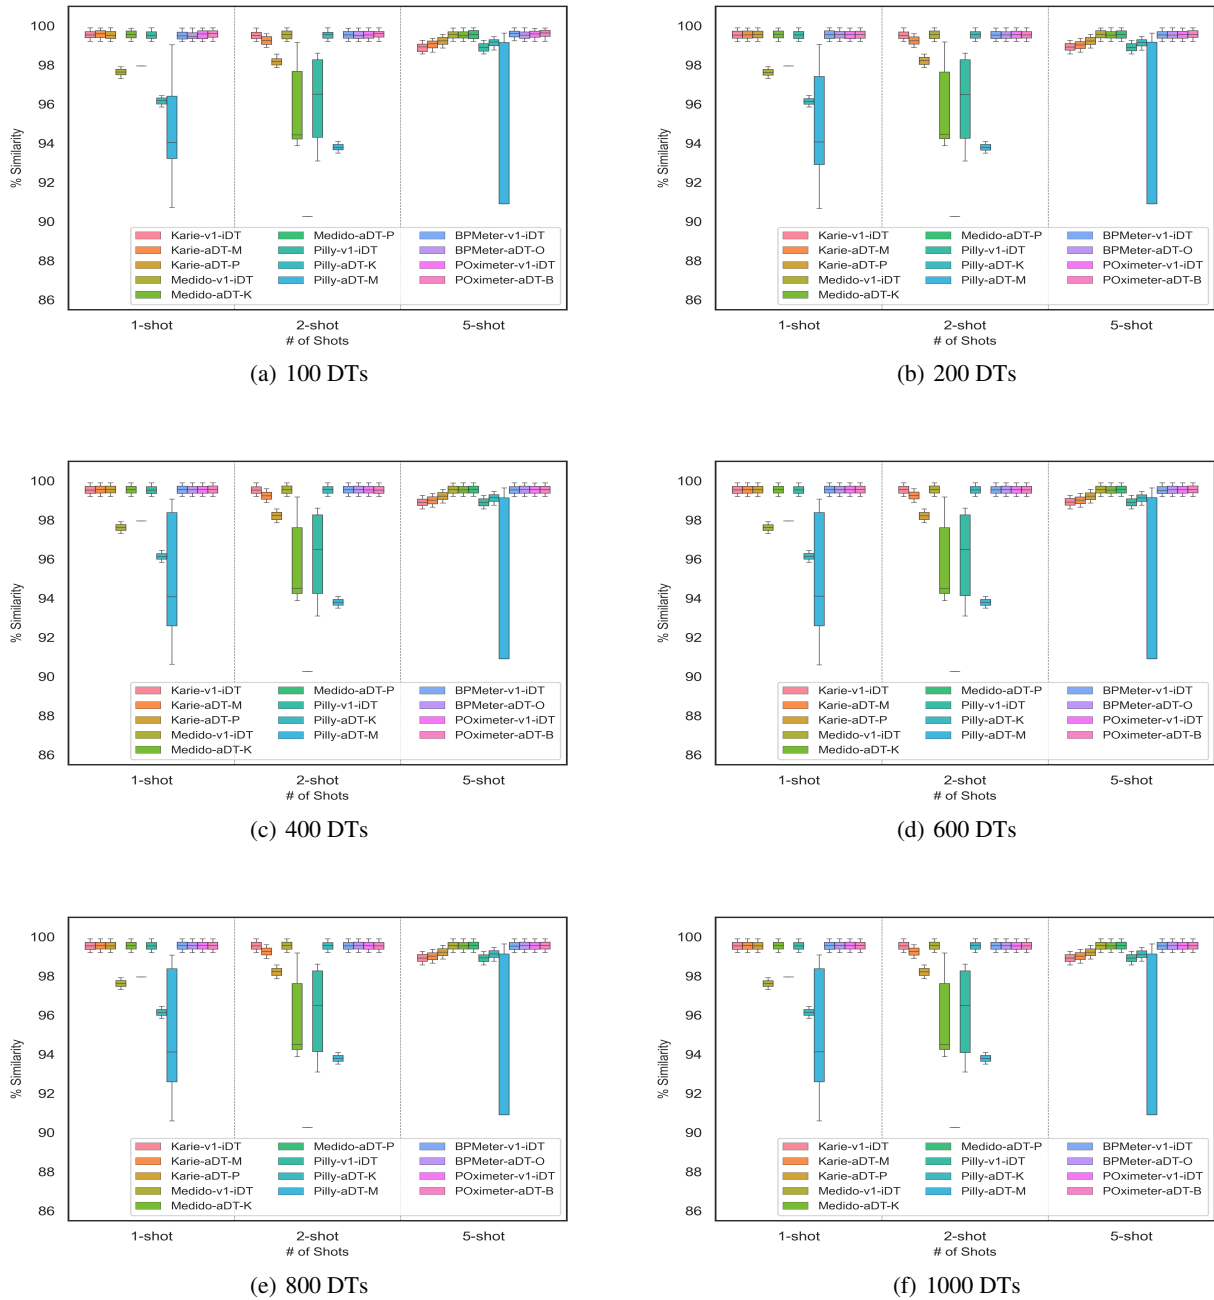 100
98
96
94
92
90
88
86
% Similarity
Karie-v1-iDT
Karie-aDT-M
Karie-aDT-P
Medido-v1-iDT
Medido-aDT-K
Medido-aDT-P
Pilly-v1-iDT
Pilly-aDT-K
Pilly-aDT-M
BPMeter-v1-iDT
BPMeter-aDT-O
POximeter-v1-iDT
POximeter-aDT-B
1-shot 2-shot 5-shot
# of Shots
(a) 100 DTs
100
98
96
94
92
90
88
86
% Similarity
Karie-v1-iDT
Karie-aDT-M
Karie-aDT-P
Medido-v1-iDT
Medido-aDT-K
Medido-aDT-P
Pilly-v1-iDT
Pilly-aDT-K
Pilly-aDT-M
BPMeter-v1-iDT
BPMeter-aDT-O
POximeter-v1-iDT
POximeter-aDT-B
1-shot 2-shot 5-shot
# of Shots
(b) 200 DTs
100
98
96
94
92
90
88
86
% Similarity
Karie-v1-iDT
Karie-aDT-M
Karie-aDT-P
Medido-v1-iDT
Medido-aDT-K
Medido-aDT-P
Pilly-v1-iDT
Pilly-aDT-K
Pilly-aDT-M
BPMeter-v1-iDT
BPMeter-aDT-O
POximeter-v1-iDT
POximeter-aDT-B
1-shot 2-shot 5-shot
# of Shots
(c) 400 DTs
100
98
96
94
92
90
88
86
% Similarity
Karie-v1-iDT
Karie-aDT-M
Karie-aDT-P
Medido-v1-iDT
Medido-aDT-K
Medido-aDT-P
Pilly-v1-iDT
Pilly-aDT-K
Pilly-aDT-M
BPMeter-v1-iDT
BPMeter-aDT-O
POximeter-v1-iDT
POximeter-aDT-B
1-shot 2-shot 5-shot
# of Shots
(d) 600 DTs
100
98
96
94
92
90
88
86
% Similarity
Karie-v1-iDT
Karie-aDT-M
Karie-aDT-P
Medido-v1-iDT
Medido-aDT-K
Medido-aDT-P
Pilly-v1-iDT
Pilly-aDT-K
Pilly-aDT-M
BPMeter-v1-iDT
BPMeter-aDT-O
POximeter-v1-iDT
POximeter-aDT-B
1-shot 2-shot 5-shot
# of Shots
(e) 800 DTs
100
98
96
94
92
90
88
86
% Similarity
Karie-v1-iDT
Karie-aDT-M
Karie-aDT-P
Medido-v1-iDT
Medido-aDT-K
Medido-aDT-P
Pilly-v1-iDT
Pilly-aDT-K
Pilly-aDT-M
BPMeter-v1-iDT
BPMeter-aDT-O
POximeter-v1-iDT
POximeter-aDT-B
1-shot 2-shot 5-shot
# of Shots
(f) 1000 DTs